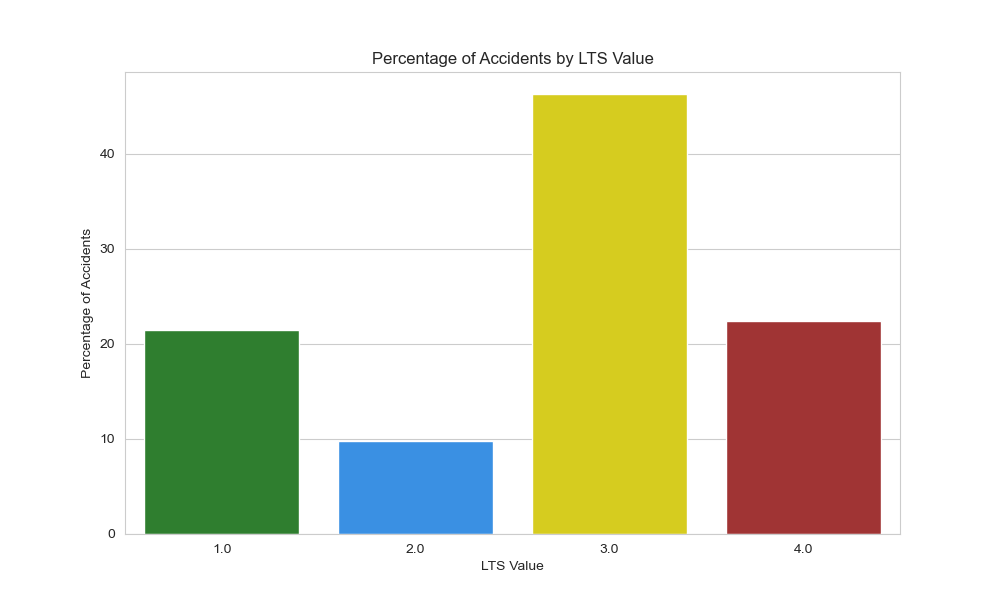 Percentage of Accidents by LTS Value
Percentage of Accidents
40
30
20
10
0
1.0 2.0 3.0 4.0
LTS Value